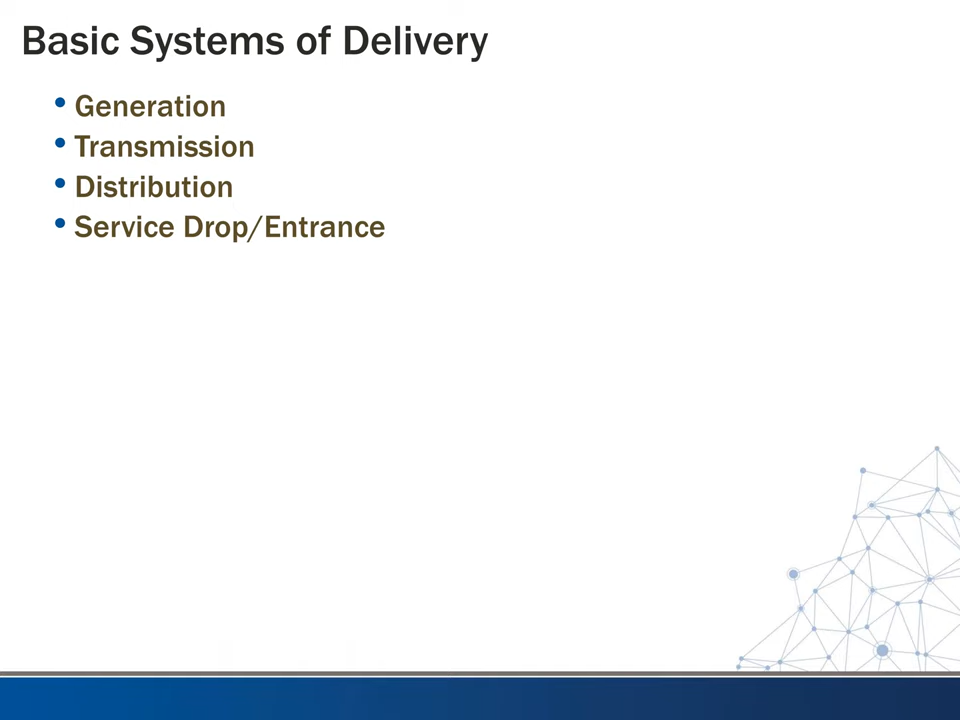 Basic Systems of Delivery
• Generation
• Transmission
• Distribution
• Service Drop/Entrance